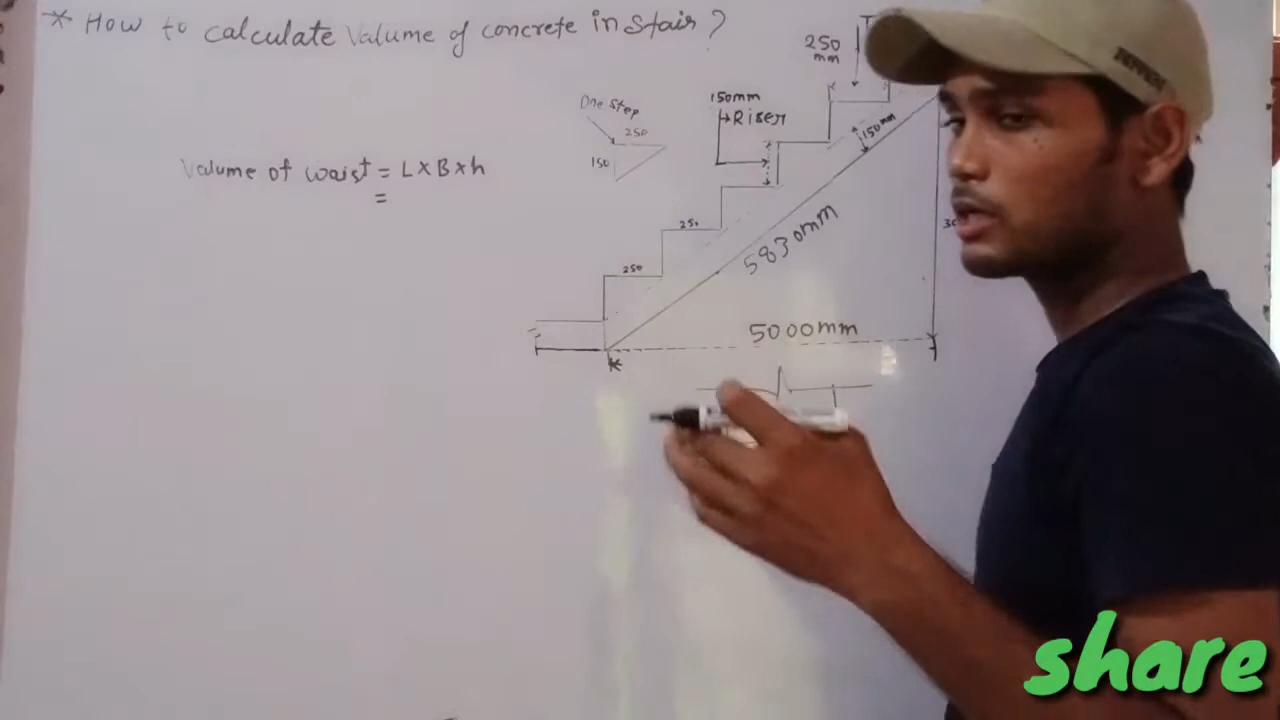 * How to calculate Volume of concrete in Stair?
250
mm
Ferrari
150mm
One Step
→Riser
250
150mm
150
Volume of waist = L×B×h
=
250
5830mm
250
5000mm
share